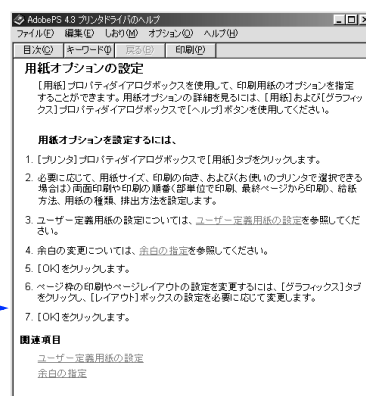 AdobePS 4.3 プリンタドライバのヘルプ
ファイル(F) 編集(E) しおり(M) オプション(O) ヘルプ(H)
目次(C) キーワード(I) 戻る(B) 印刷(P)
用紙オプションの設定
[用紙]プロパティダイアログボックスを使用して、印刷用紙のオプションを指定
することができます。用紙オプションの詳細を見るには、[用紙]および[グラフィッ
クス]プロパティダイアログボックスで[ヘルプ]ボタンを使用してください。
用紙オプションを設定するには、
1. [プリンタ]プロパティダイアログボックスで[用紙]タブをクリックします。
2. 必要に応じて、用紙サイズ、印刷の向き、および(お使いのプリンタで選択できる
場合は)両面印刷や印刷の順番(部単位で印刷、最終ページから印刷)、給紙
方法、用紙の種類、排出方法を設定します。
3. ユーザー定義用紙の設定については、ユーザー定義用紙の設定を参照してくだ
さい。
4. 余白の変更については、余白の指定を参照してください。
5. [OK]をクリックします。
6. ページ枠の印刷やページレイアウトの設定を変更するには、[グラフィックス]タブ
をクリックし、[レイアウト]ボックスの設定を必要に応じて変更します。
7. [OK]をクリックします。
関連項目
ユーザー定義用紙の設定
余白の指定